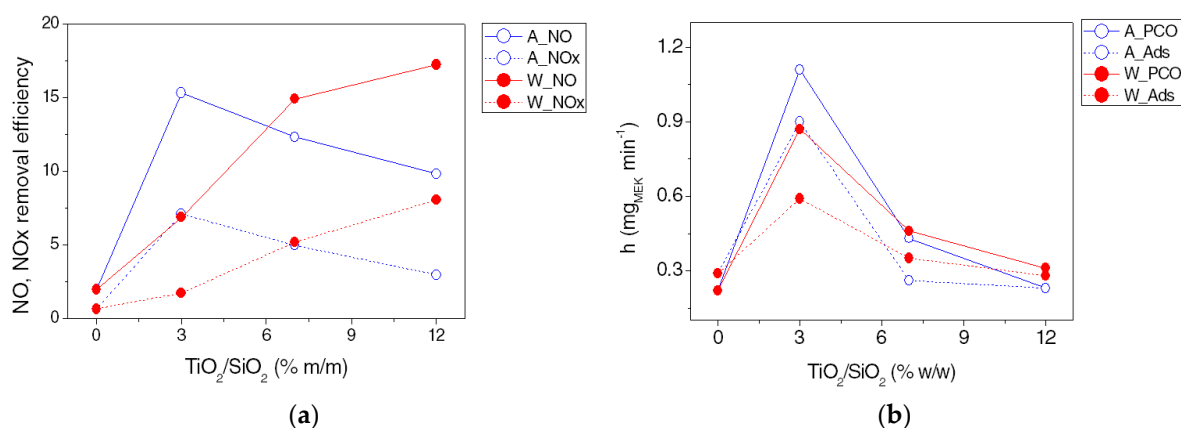 NO, NOx removal efficiency
20
15
10
5
0
0
3
6
9
12
TiO₂/SiO₂ (% m/m)
A_NO
A_NOx
W_NO
W_NOx
(a)
h (mg_MEK min⁻¹)
1.2
0.9
0.6
0.3
0
3
6
9
12
TiO₂/SiO₂ (% w/w)
A_PCO
A_Ads
W_PCO
W_Ads
(b)